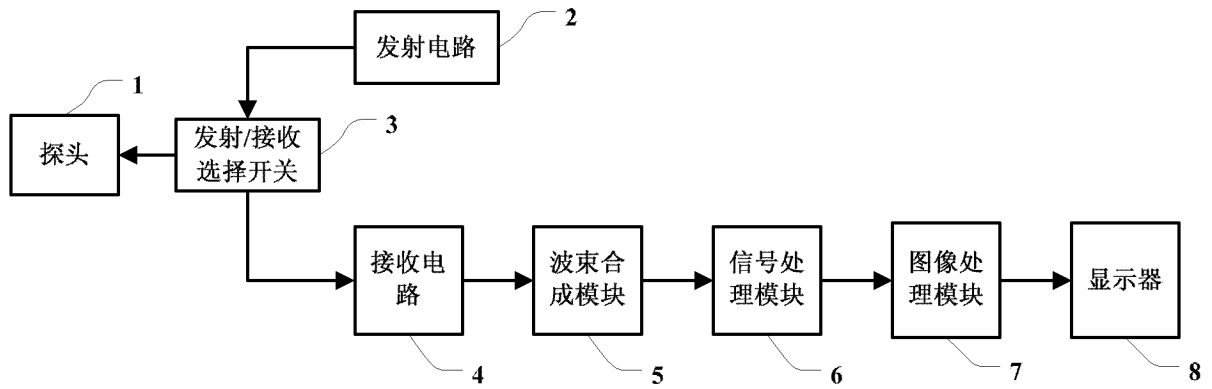 发射电路
2
1
探头
发射/接收
选择开关
3
接收电
路
4
波束合
成模块
5
信号处
理模块
6
图像处
理模块
7
显示器
8